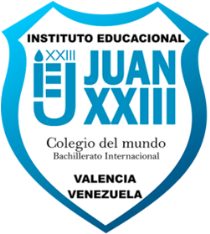 INSTITUTO EDUCACIONAL
XXIII
JUAN
XXIII
Colegio del mundo
Bachillerato Internacional
VALENCIA
VENEZUELA